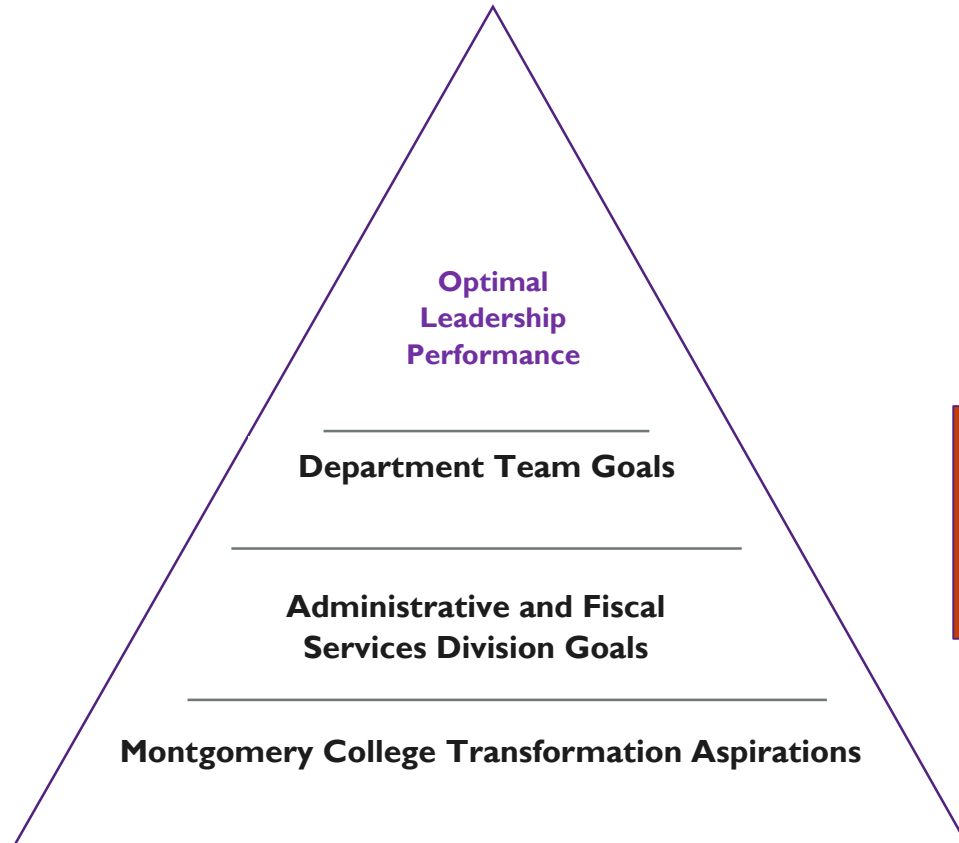 Optimal
Leadership
Performance
Department Team Goals
Administrative and Fiscal
Services Division Goals
Montgomery College Transformation Aspirations